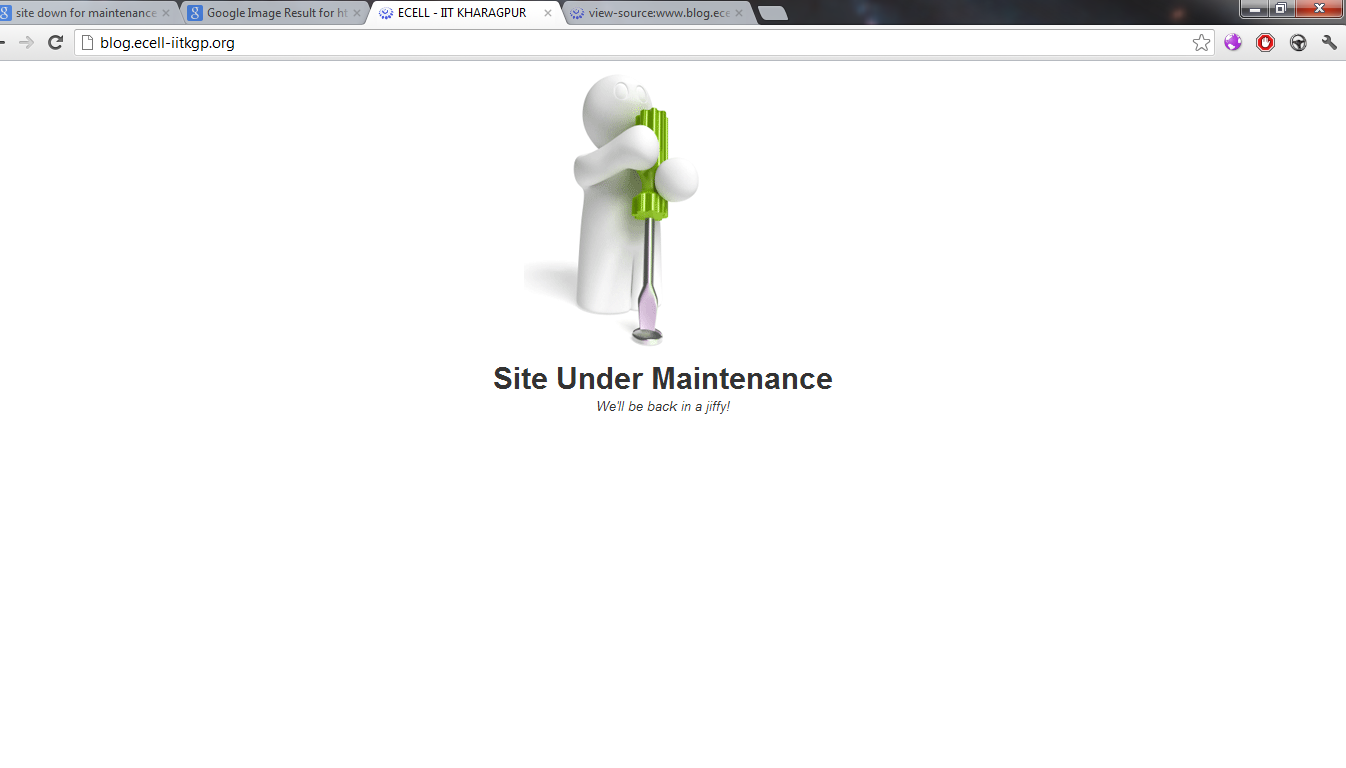 site down for maintenance
Google Image Result for ht
ECELL - IIT KHARAGPUR
view-source:www.blog.ece
blog.ecell-iitkgp.org
Site Under Maintenance
We'll be back in a jiffy!